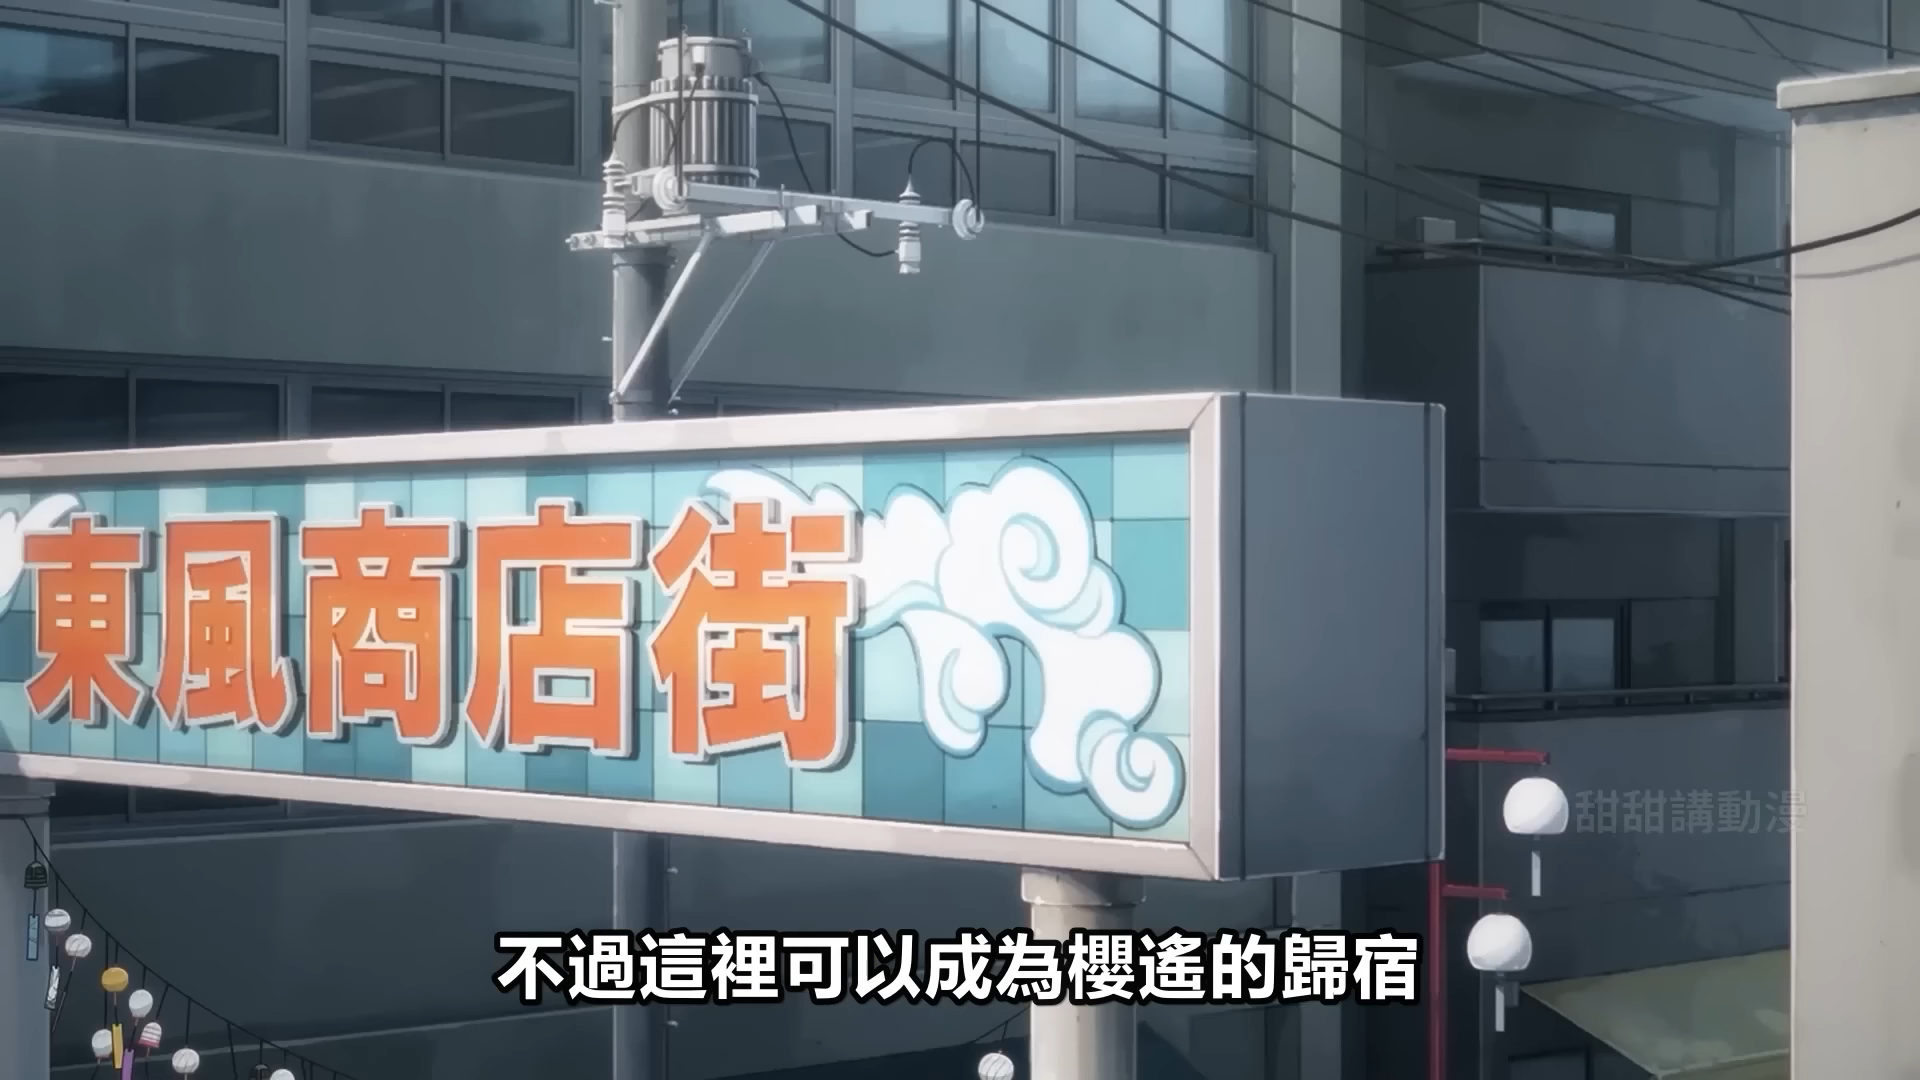 東風商店街
甜甜講動漫
不過這裡可以成為櫻遙的歸宿